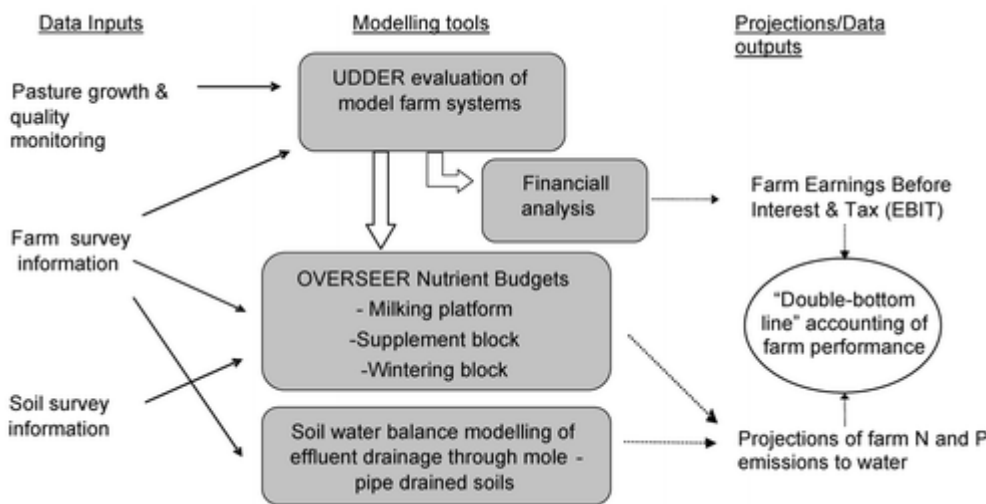 Data Inputs
Modelling tools
Projections/Data
outputs
Pasture growth &
quality
monitoring
UDDER evaluation of
model farm systems
Financiall
analysis
Farm Earnings Before
Interest & Tax (EBIT)
Farm survey
information
OVERSEER Nutrient Budgets
- Milking platform
-Supplement block
-Wintering block
“Double-bottom
line” accounting of
farm performance
Soil survey
information
Soil water balance modelling of
effluent drainage through mole -
pipe drained soils
Projections of farm N and P
emissions to water